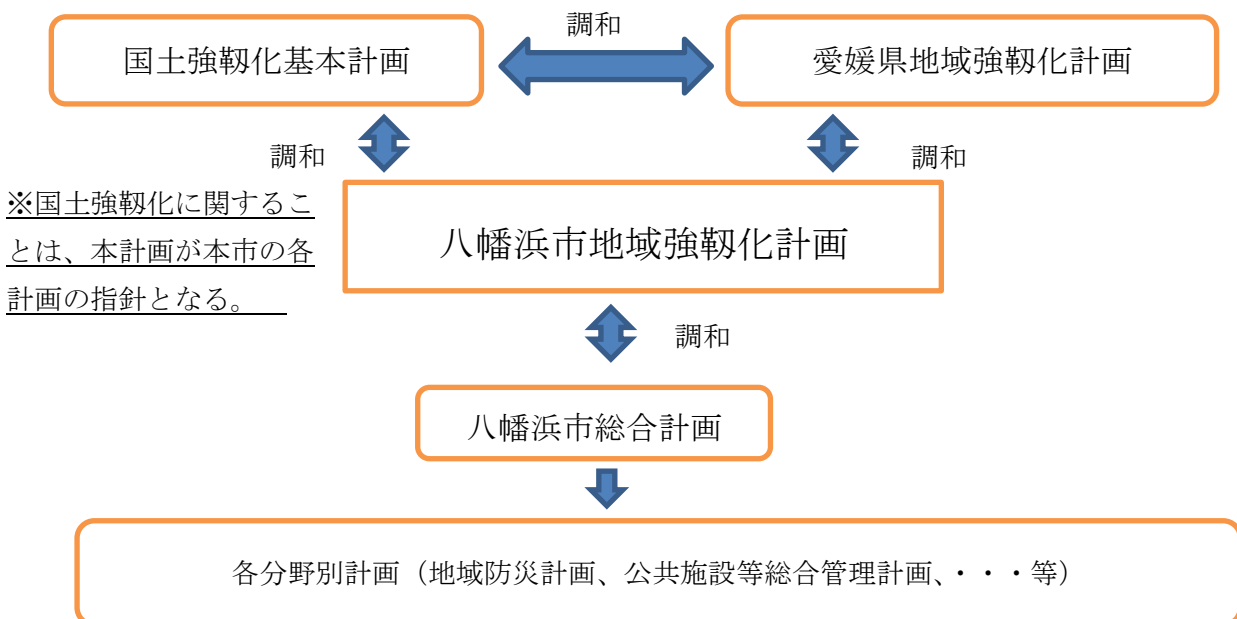 調和
国土強靱化基本計画
愛媛県地域強靱化計画
調和
調和
※国土強靱化に関するこ
とは、本計画が本市の各
計画の指針となる。
八幡浜市地域強靱化計画
調和
八幡浜市総合計画
各分野別計画（地域防災計画、公共施設等総合管理計画、・・・等）